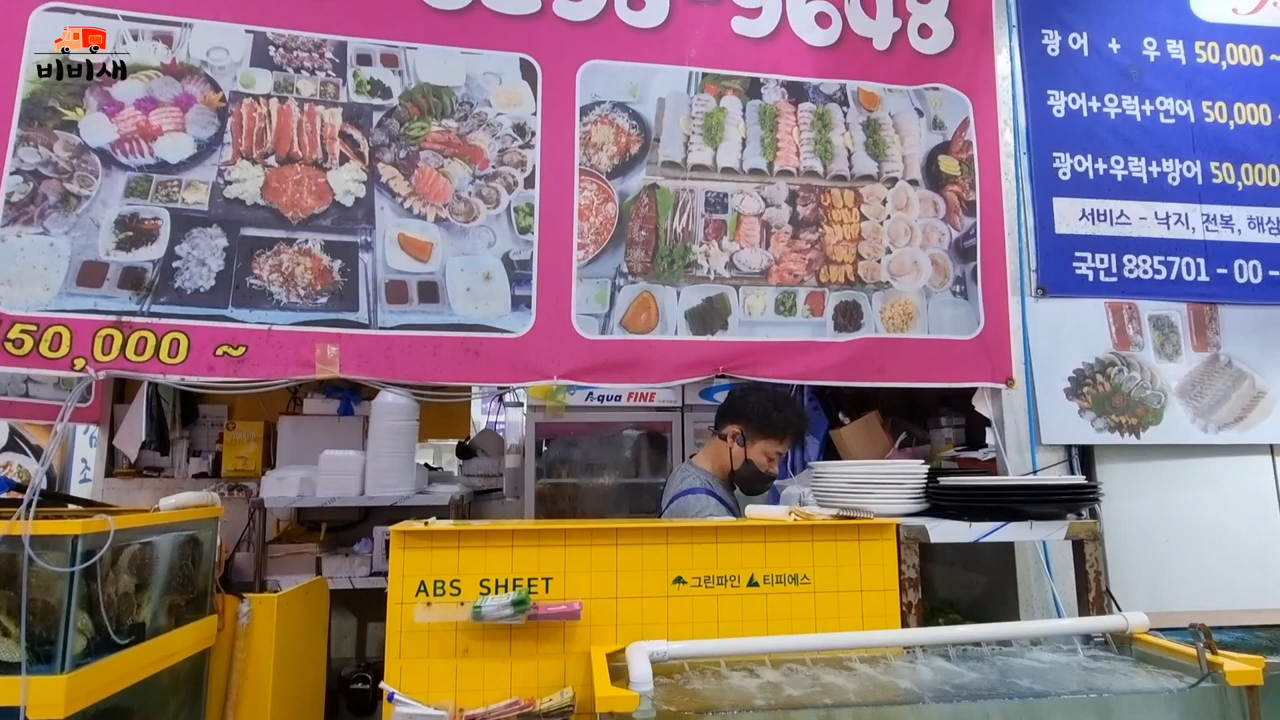 비비새
9648
광어 + 우럭 50,000 ~
광어+우럭+연어 50,000
광어+우럭+방어 50,000
서비스 - 낙지, 전복, 해삼
국민 885701 - 00 -
50,000 ~
Aqua FINE
ABS SHEET
그린파인 티피에스